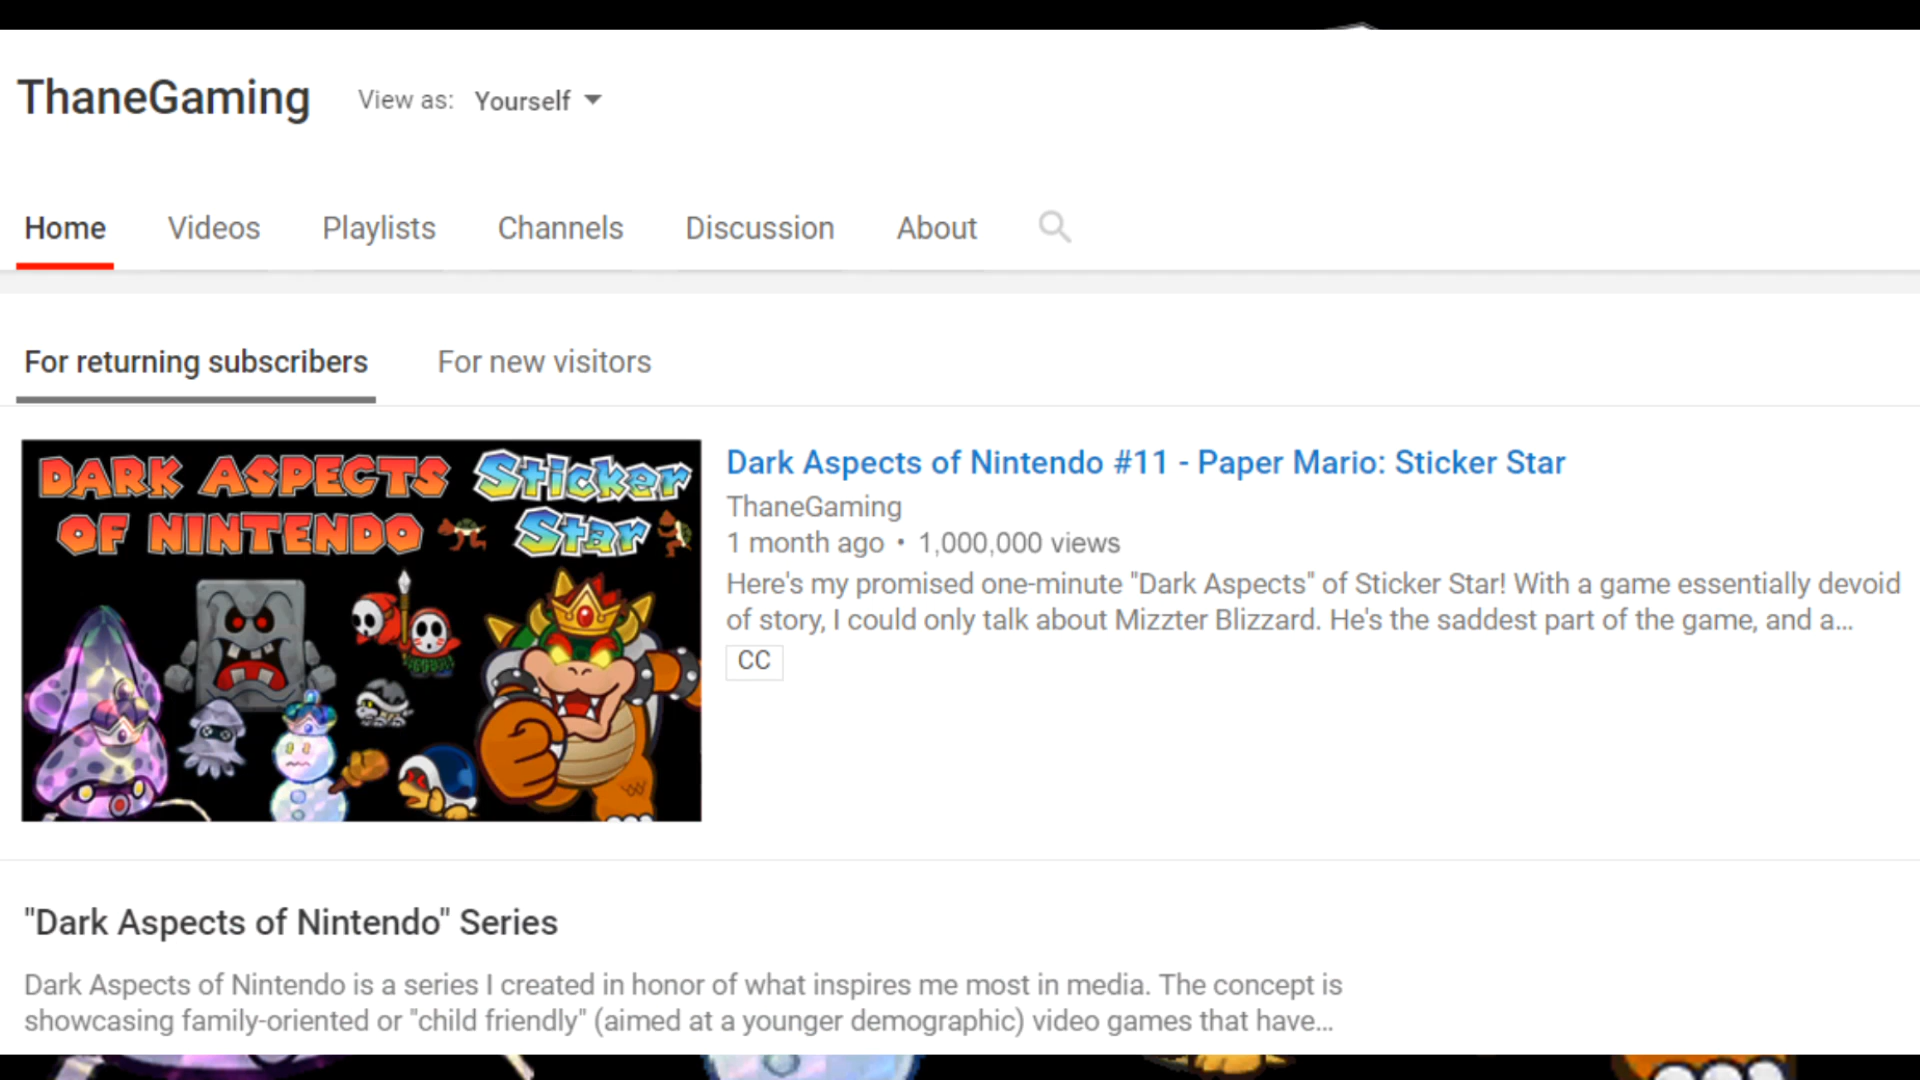 ThaneGaming View as: Yourself
Home Videos Playlists Channels Discussion About
For returning subscribers For new visitors
DARK ASPECTS Sticker
OF NINTENDO Star
Dark Aspects of Nintendo #11 - Paper Mario: Sticker Star
ThaneGaming
1 month ago • 1,000,000 views
Here's my promised one-minute "Dark Aspects" of Sticker Star! With a game essentially devoid
of story, I could only talk about Mizzter Blizzard. He's the saddest part of the game, and a...
CC
"Dark Aspects of Nintendo" Series
Dark Aspects of Nintendo is a series I created in honor of what inspires me most in media. The concept is
showcasing family-oriented or "child friendly" (aimed at a younger demographic) video games that have...